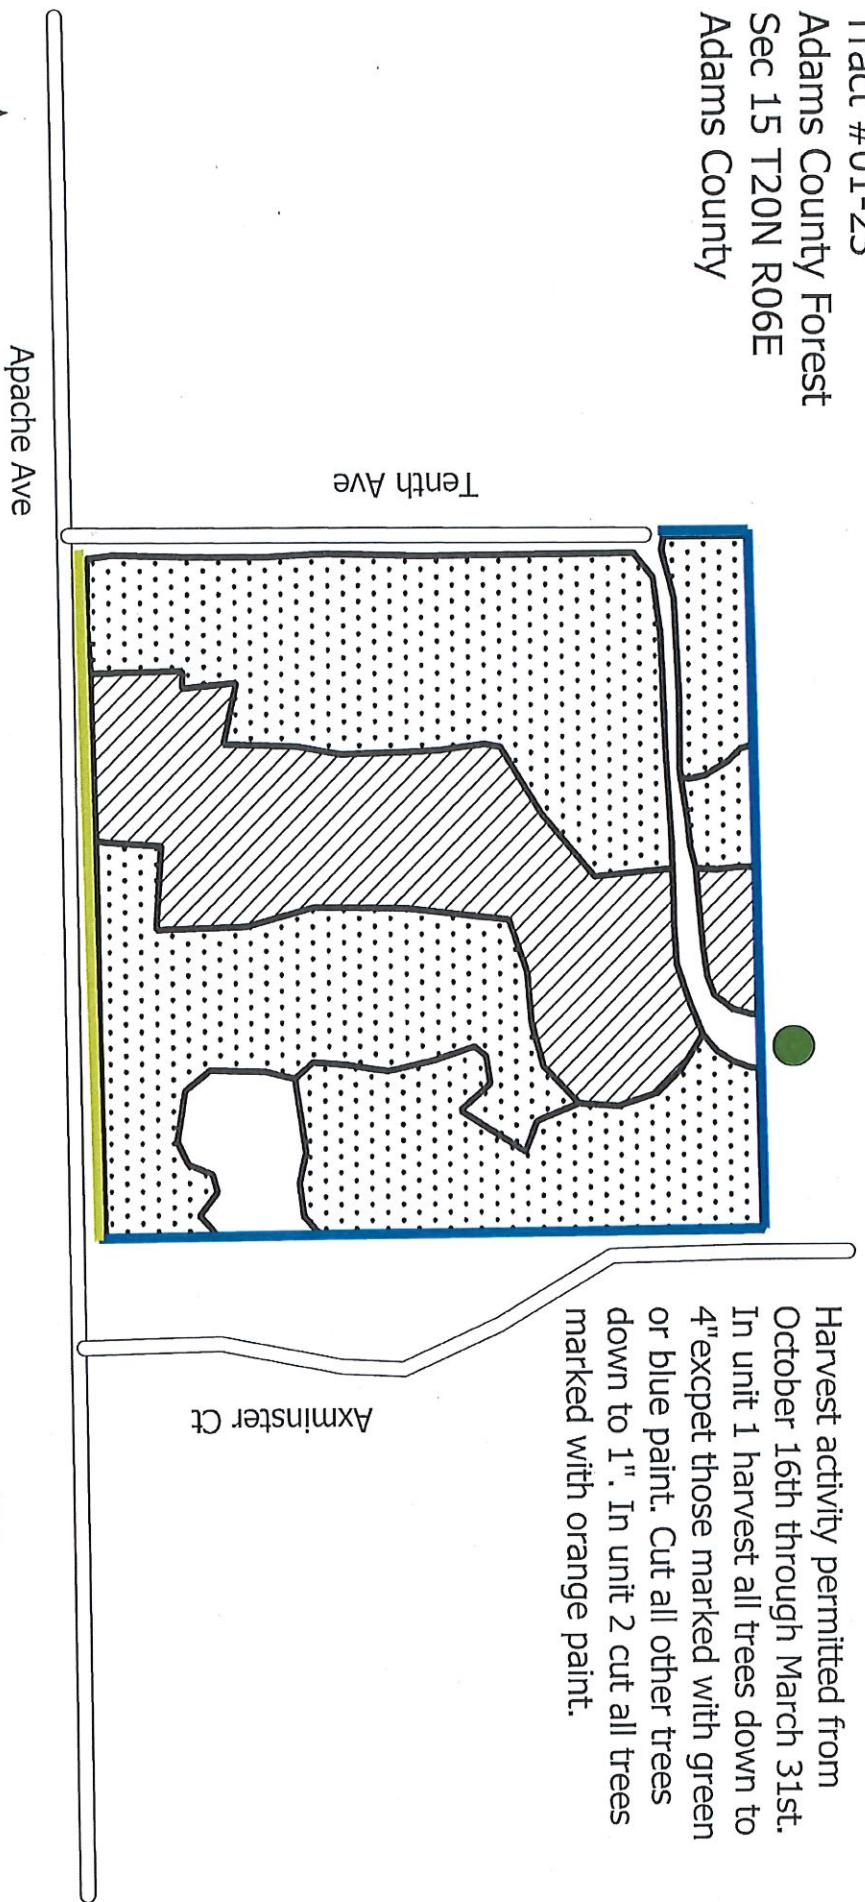 Tract #01-23
Adams County Forest
Sec 15 T20N R06E
Adams County
Tenth Ave
Apache Ave
Axminster Ct
Harvest activity permitted from
October 16th through March 31st.
In unit 1 harvest all trees down to
4"excpet those marked with green
or blue paint. Cut all other trees
down to 1". In unit 2 cut all trees
marked with orange paint.